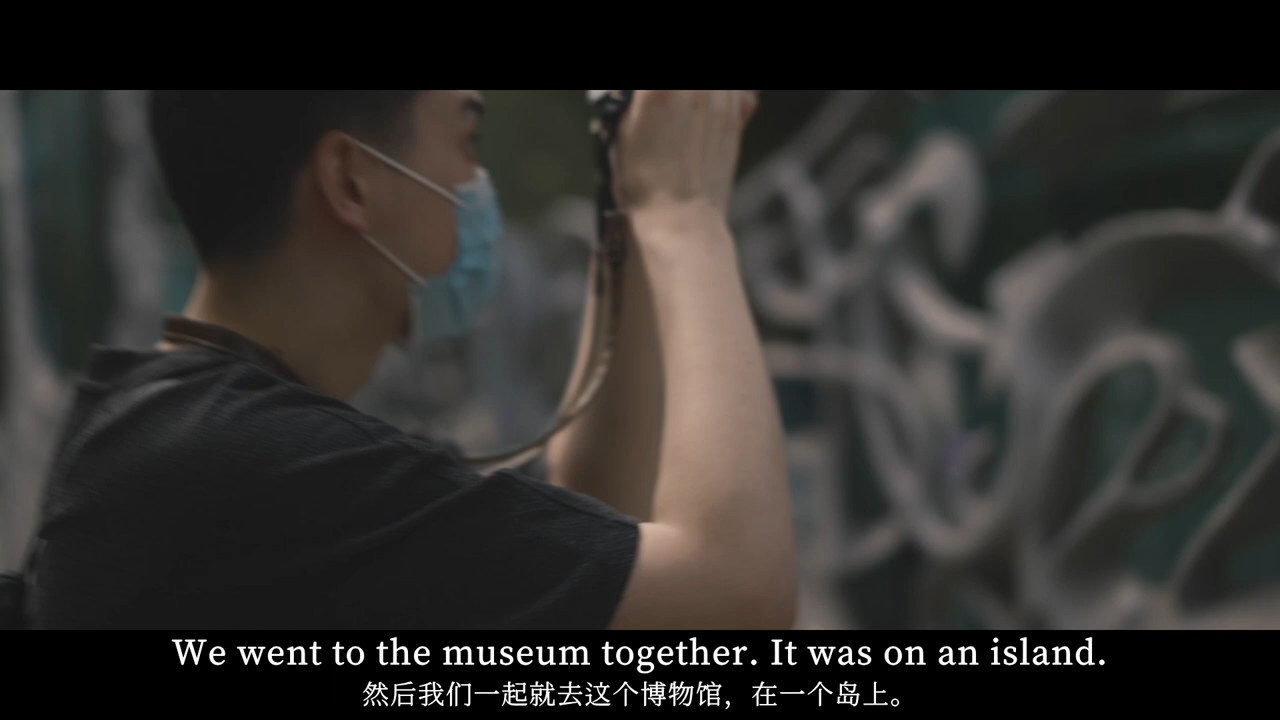 We went to the museum together. It was on an island.
然后我们一起就去这个博物馆，在一个岛上。